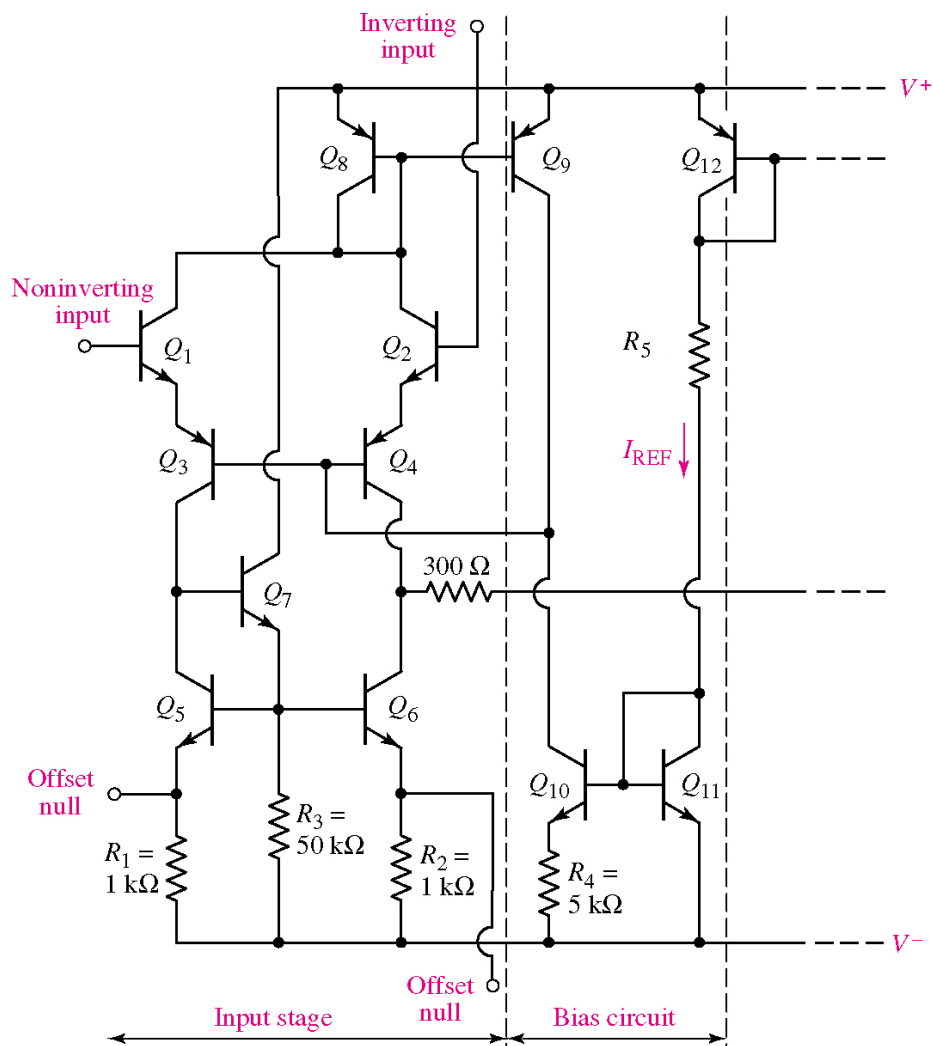 Inverting
input
V⁺
Q₈
Q₉
Q₁₂
Noninverting
input
Q₁
Q₂
R₅
Q₃
Q₄
I_REF
300 Ω
Q₇
Q₅
Q₆
Q₁₀
Q₁₁
Offset
null
R₁ =
1 kΩ
R₃ =
50 kΩ
R₂ =
1 kΩ
R₄ =
5 kΩ
V⁻
Offset
null
Input stage
Bias circuit